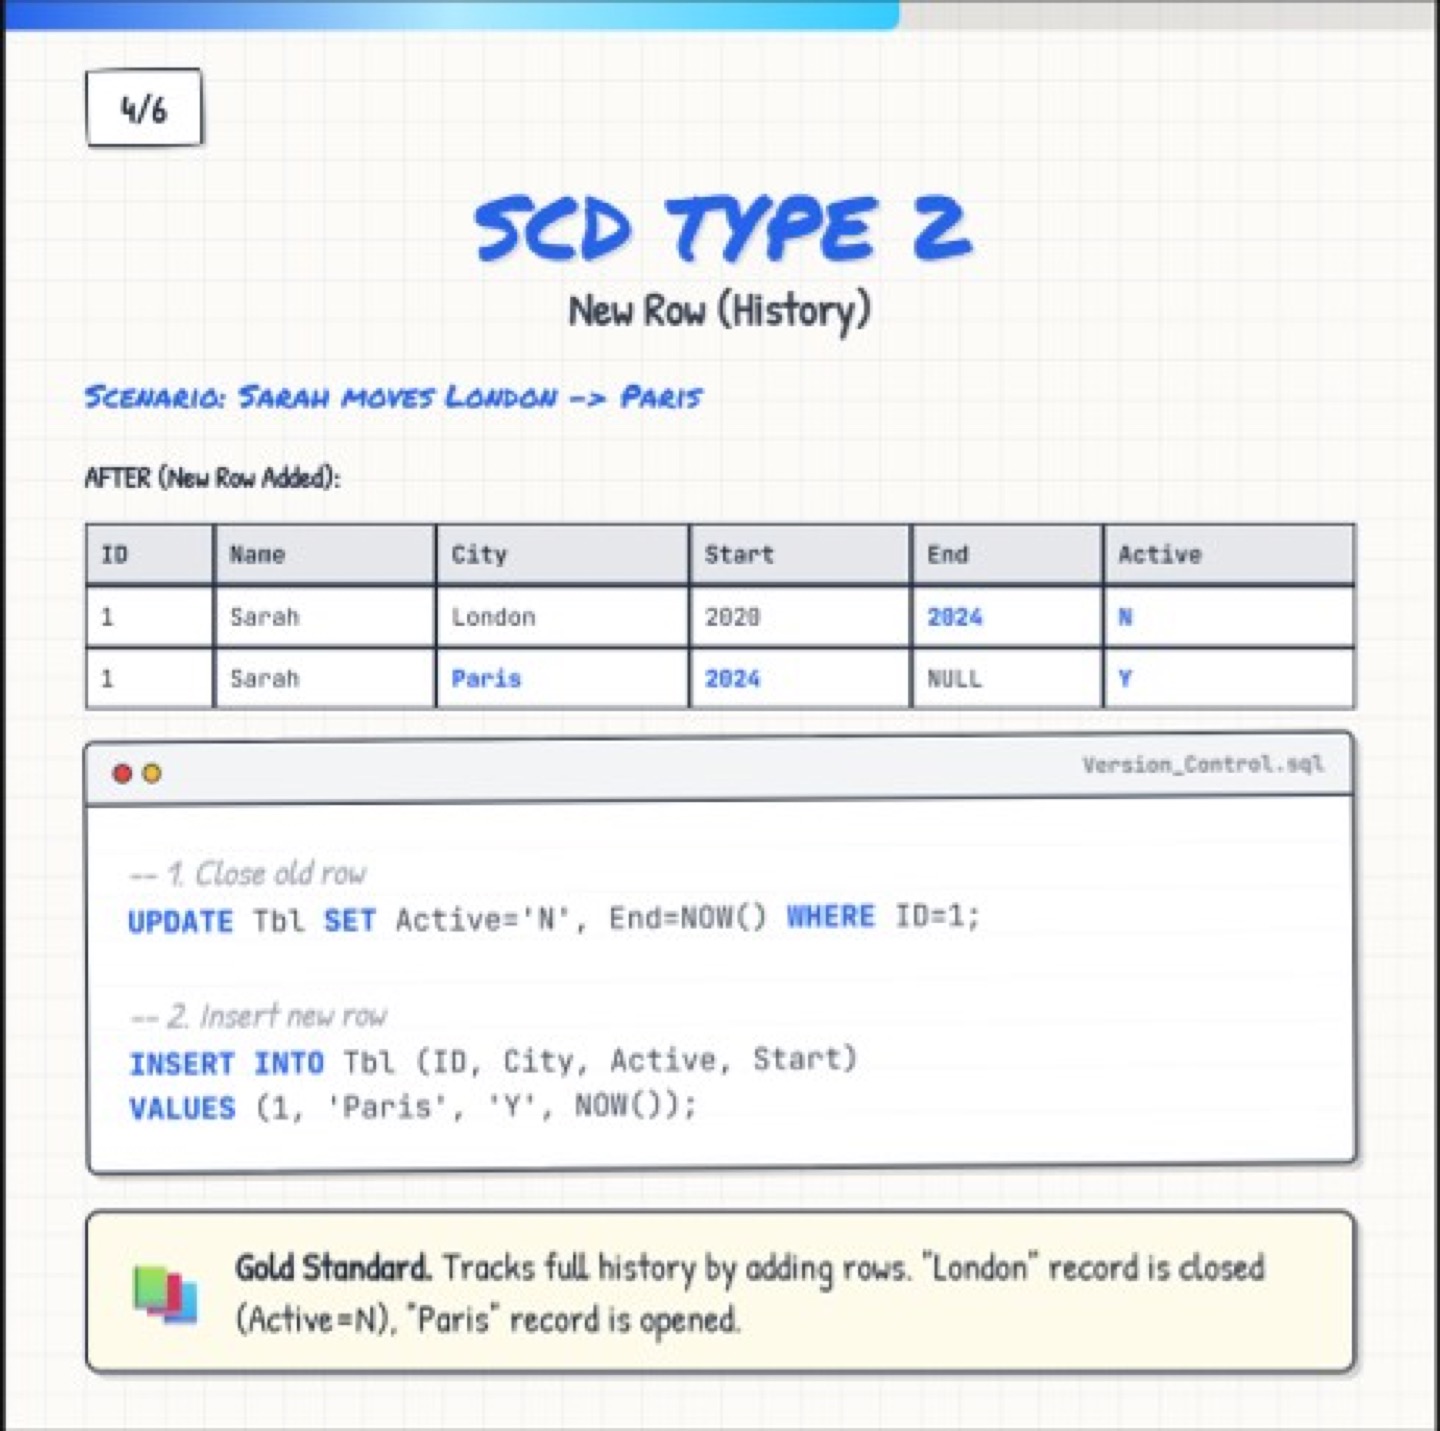 4/6
SCD TYPE 2
New Row (History)
SCENARIO: SARAH MOVES LONDON -> PARIS
AFTER (New Row Added):
ID Name City Start End Active
1 Sarah London 2020 2024 N
1 Sarah Paris 2024 NULL Y
Version_Control.sql
-- 1. Close old row
UPDATE Tbl SET Active='N', End=NOW() WHERE ID=1;
-- 2. Insert new row
INSERT INTO Tbl (ID, City, Active, Start)
VALUES (1, 'Paris', 'Y', NOW());
Gold Standard. Tracks full history by adding rows. "London" record is closed
(Active=N), "Paris" record is opened.